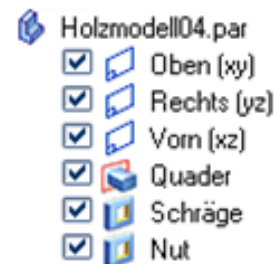 Holzmodell04.par
Oben (xy)
Rechts (yz)
Vorn (xz)
Quader
Schräge
Nut